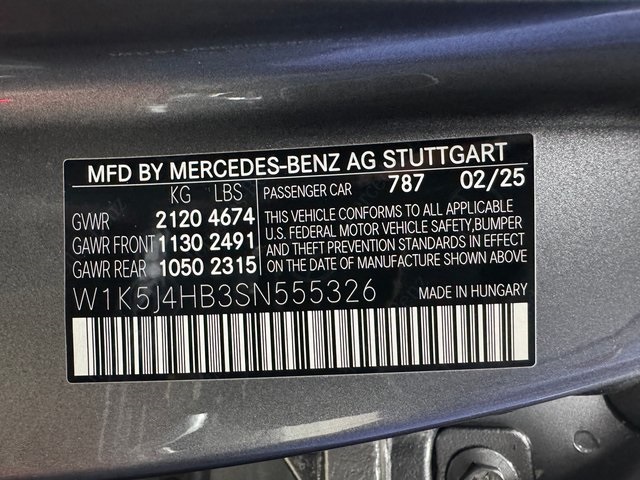 MFD BY MERCEDES-BENZ AG STUTTGART
KG LBS
PASSENGER CAR 787 02/25
GVWR 2120 4674
GAWR FRONT 1130 2491
GAWR REAR 1050 2315
THIS VEHICLE CONFORMS TO ALL APPLICABLE
U.S. FEDERAL MOTOR VEHICLE SAFETY,BUMPER
AND THEFT PREVENTION STANDARDS IN EFFECT
ON THE DATE OF MANUFACTURE SHOWN ABOVE
W1K5J4HB3SN555326
MADE IN HUNGARY